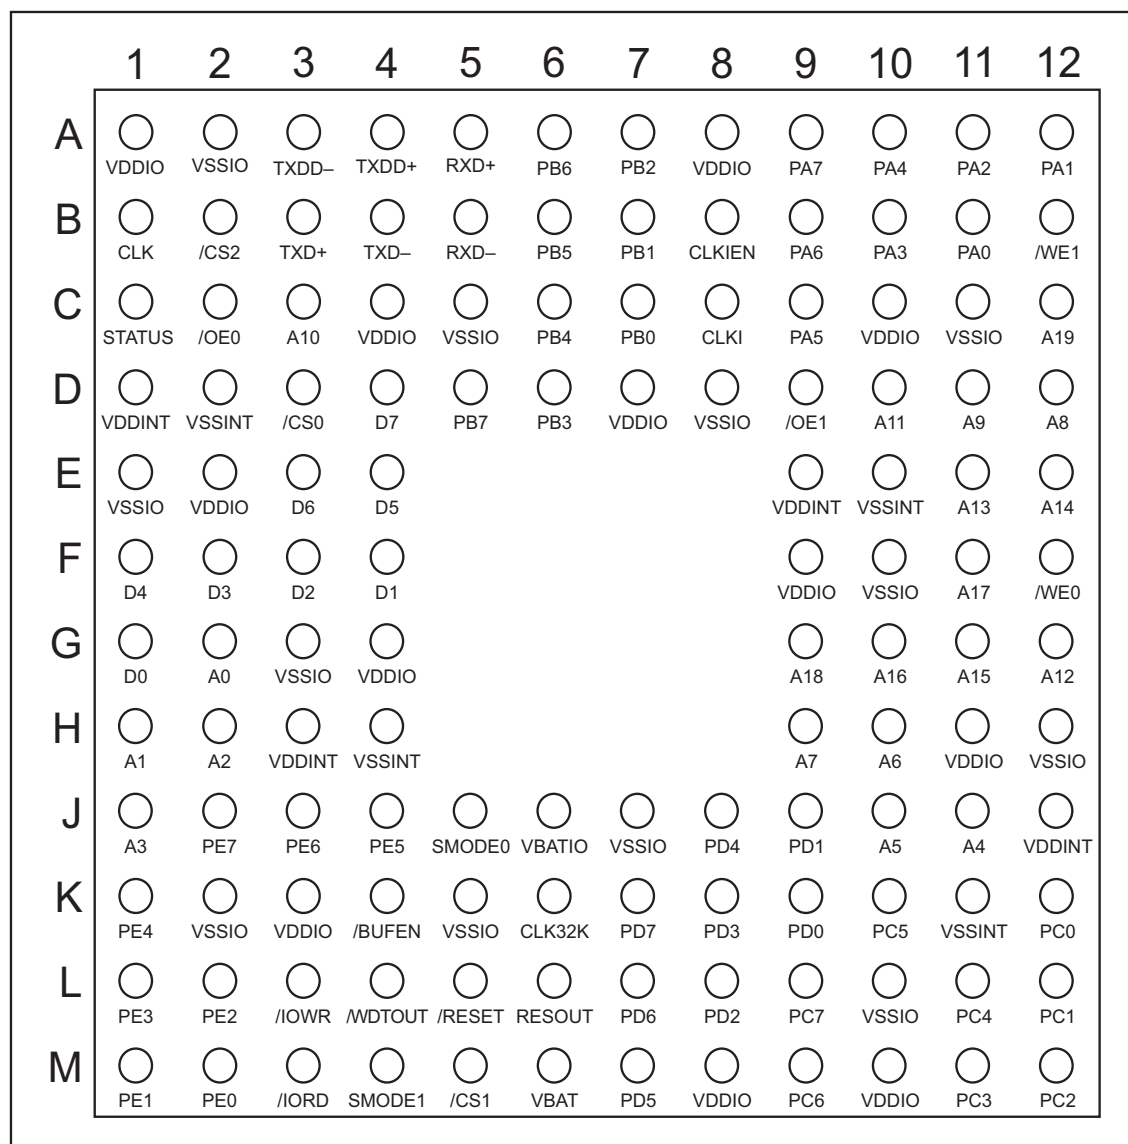 1 2 3 4 5 6 7 8 9 10 11 12
A
VDDIO VSSIO TXDD– TXDD+ RXD+ PB6 PB2 VDDIO PA7 PA4 PA2 PA1
B
CLK /CS2 TXD+ TXD– RXD– PB5 PB1 CLKIEN PA6 PA3 PA0 /WE1
C
STATUS /OE0 A10 VDDIO VSSIO PB4 PB0 CLKI PA5 VDDIO VSSIO A19
D
VDDINT VSSINT /CS0 D7 PB7 PB3 VDDIO VSSIO /OE1 A11 A9 A8
E
VSSIO VDDIO D6 D5 VDDINT VSSINT A13 A14
F
D4 D3 D2 D1 VDDIO VSSIO A17 /WE0
G
D0 A0 VSSIO VDDIO A18 A16 A15 A12
H
A1 A2 VDDINT VSSINT A7 A6 VDDIO VSSIO
J
A3 PE7 PE6 PE5 SMODE0 VBATIO VSSIO PD4 PD1 A5 A4 VDDINT
K
PE4 VSSIO VDDIO /BUFEN VSSIO CLK32K PD7 PD3 PD0 PC5 VSSINT PC0
L
PE3 PE2 /IOWR /WDTOUT /RESET RESOUT PD6 PD2 PC7 VSSIO PC4 PC1
M
PE1 PE0 /IORD SMODE1 /CS1 VBAT PD5 VDDIO PC6 VDDIO PC3 PC2